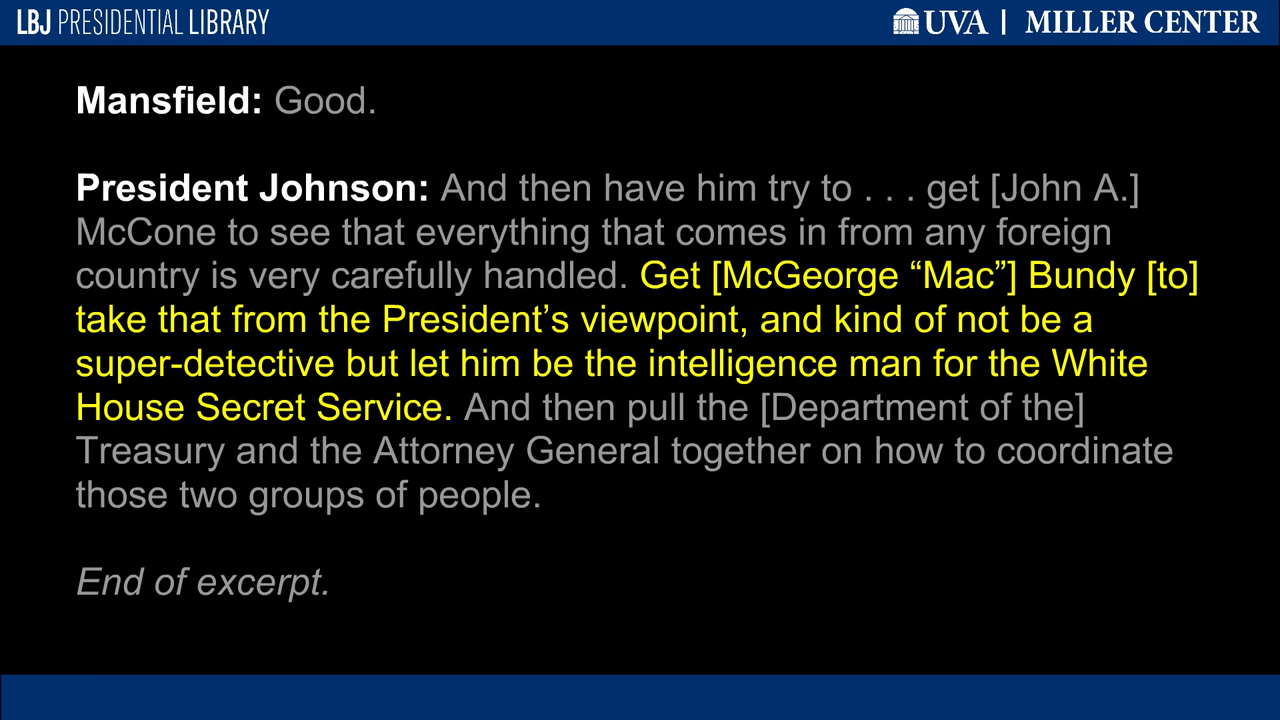 LBJ PRESIDENTIAL LIBRARY
UVA | MILLER CENTER
Mansfield: Good.
President Johnson: And then have him try to . . . get [John A.]
McCone to see that everything that comes in from any foreign
country is very carefully handled. Get [McGeorge “Mac”] Bundy [to]
take that from the President’s viewpoint, and kind of not be a
super-detective but let him be the intelligence man for the White
House Secret Service. And then pull the [Department of the]
Treasury and the Attorney General together on how to coordinate
those two groups of people.
End of excerpt.